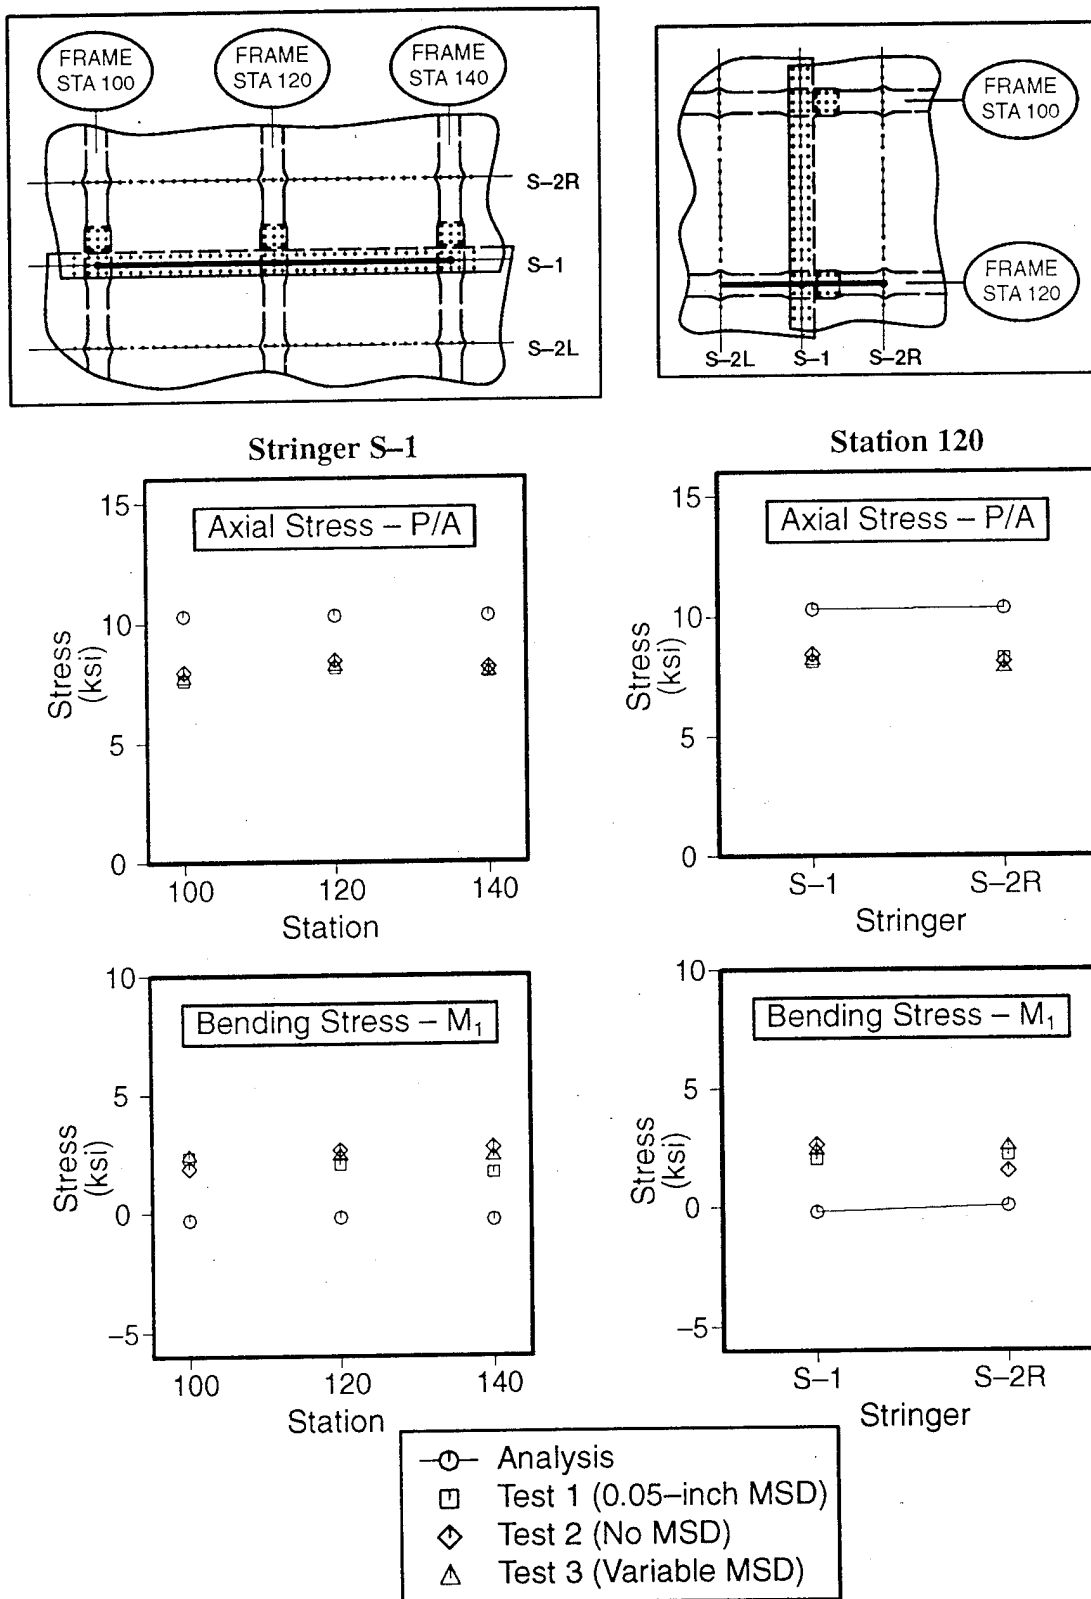 FRAME
STA 100
FRAME
STA 120
FRAME
STA 140
S–2R
S–1
S–2L
FRAME
STA 100
FRAME
STA 120
S–2L
S–1
S–2R
Stringer S–1
Axial Stress – P/A
15
10
5
0
Stress
(ksi)
100
120
140
Station
Station 120
Axial Stress – P/A
15
10
5
0
Stress
(ksi)
S–1
S–2R
Stringer
Bending Stress – M₁
10
5
0
–5
Stress
(ksi)
100
120
140
Station
Bending Stress – M₁
10
5
0
–5
Stress
(ksi)
S–1
S–2R
Stringer
Analysis
Test 1 (0.05–inch MSD)
Test 2 (No MSD)
Test 3 (Variable MSD)